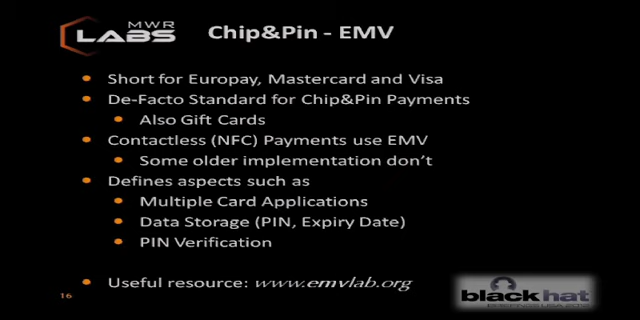 MWR
LABS
Chip&Pin - EMV
Short for Europay, Mastercard and Visa
De-Facto Standard for Chip&Pin Payments
Also Gift Cards
Contactless (NFC) Payments use EMV
Some older implementation don't
Defines aspects such as
Multiple Card Applications
Data Storage (PIN, Expiry Date)
PIN Verification
Useful resource: www.emvlab.org
16
black hat